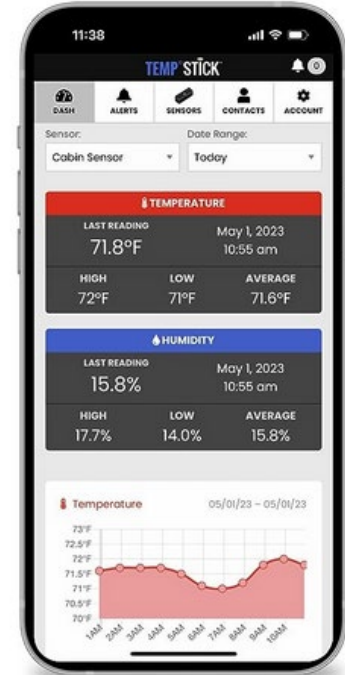 11:38
TEMP°STICK
DASH ALERTS SENSORS CONTACTS ACCOUNT
Sensor: Date Range:
Cabin Sensor Today
TEMPERATURE
LAST READING
71.8°F
May 1, 2023
10:55 am
HIGH LOW AVERAGE
72°F 71°F 71.6°F
HUMIDITY
LAST READING
15.8%
May 1, 2023
10:55 am
HIGH LOW AVERAGE
17.7% 14.0% 15.8%
Temperature 05/01/23 – 05/01/23
73°F
72.5°F
72°F
71.5°F
71°F
70.5°F
70°F
1AM 2AM 3AM 4AM 5AM 6AM 7AM 8AM 9AM 10AM